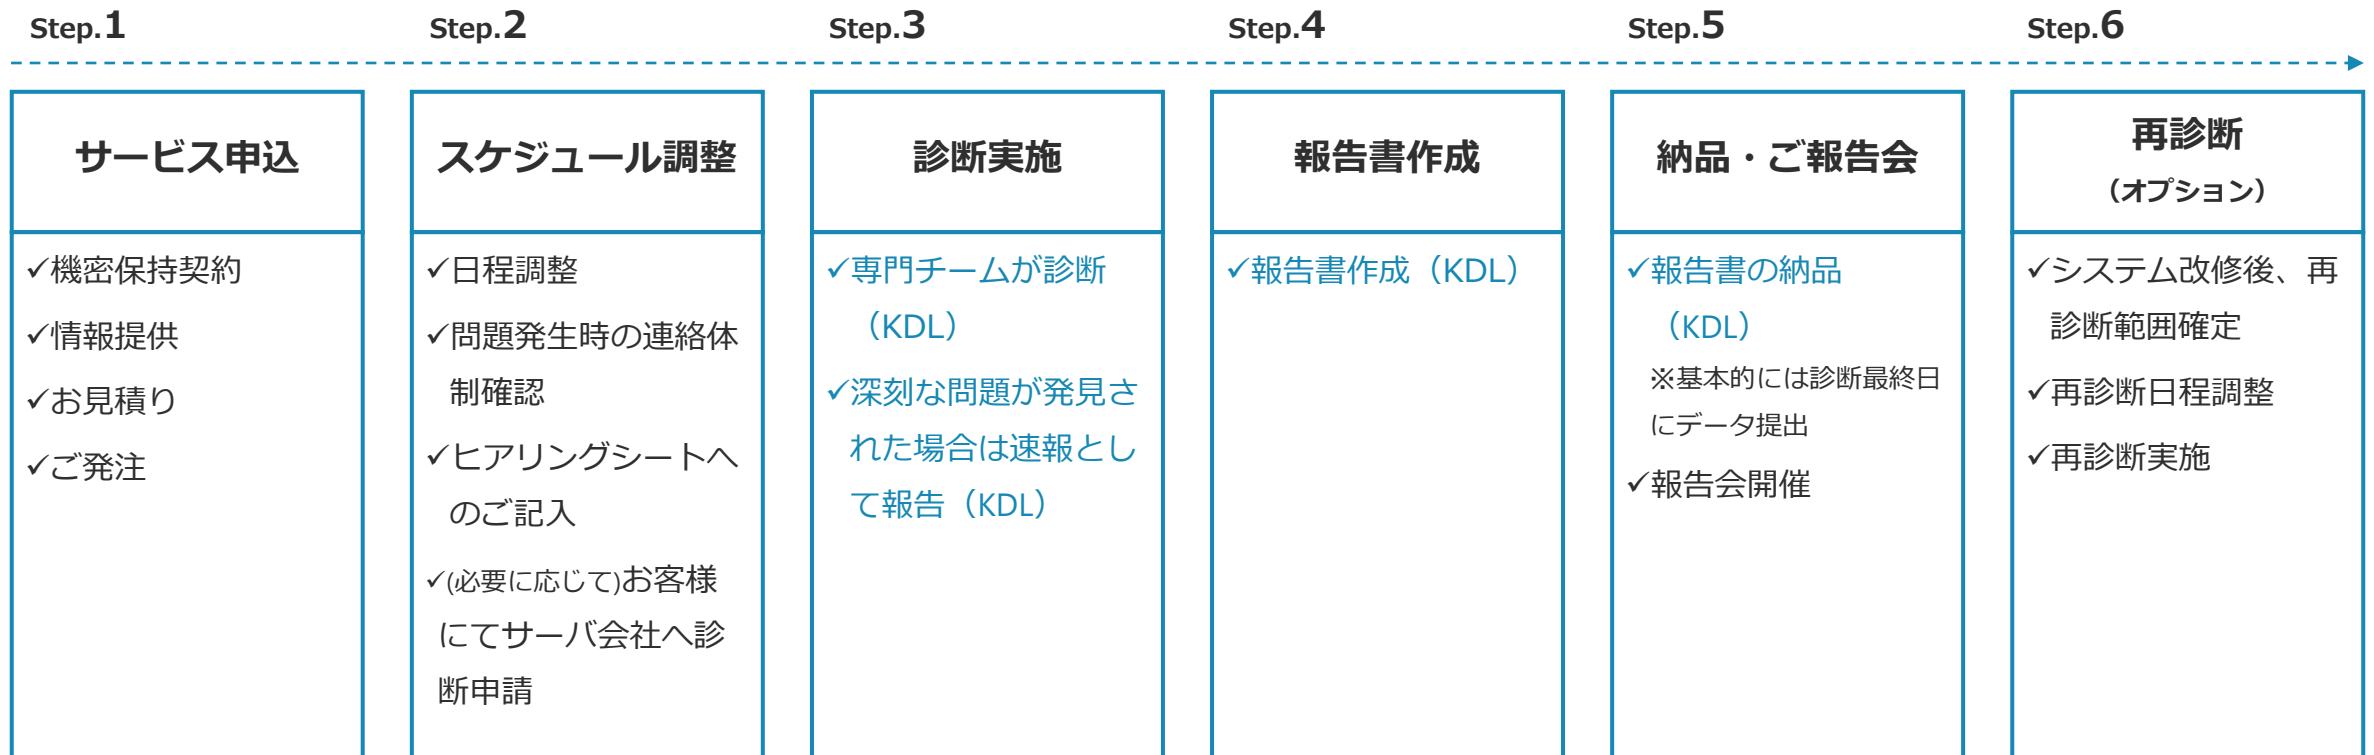 Step.1
サービス申込
✓機密保持契約
✓情報提供
✓お見積り
✓ご発注
Step.2
スケジュール調整
✓日程調整
✓問題発生時の連絡体
制確認
✓ヒアリングシートへ
のご記入
✓(必要に応じて)お客様
にてサーバ会社へ診
断申請
Step.3
診断実施
✓専門チームが診断
（KDL）
✓深刻な問題が発見さ
れた場合は速報とし
て報告（KDL）
Step.4
報告書作成
✓報告書作成（KDL）
Step.5
納品・ご報告会
✓報告書の納品
（KDL）
※基本的には診断最終日
にデータ提出
✓報告会開催
Step.6
再診断
（オプション）
✓システム改修後、再
診断範囲確定
✓再診断日程調整
✓再診断実施